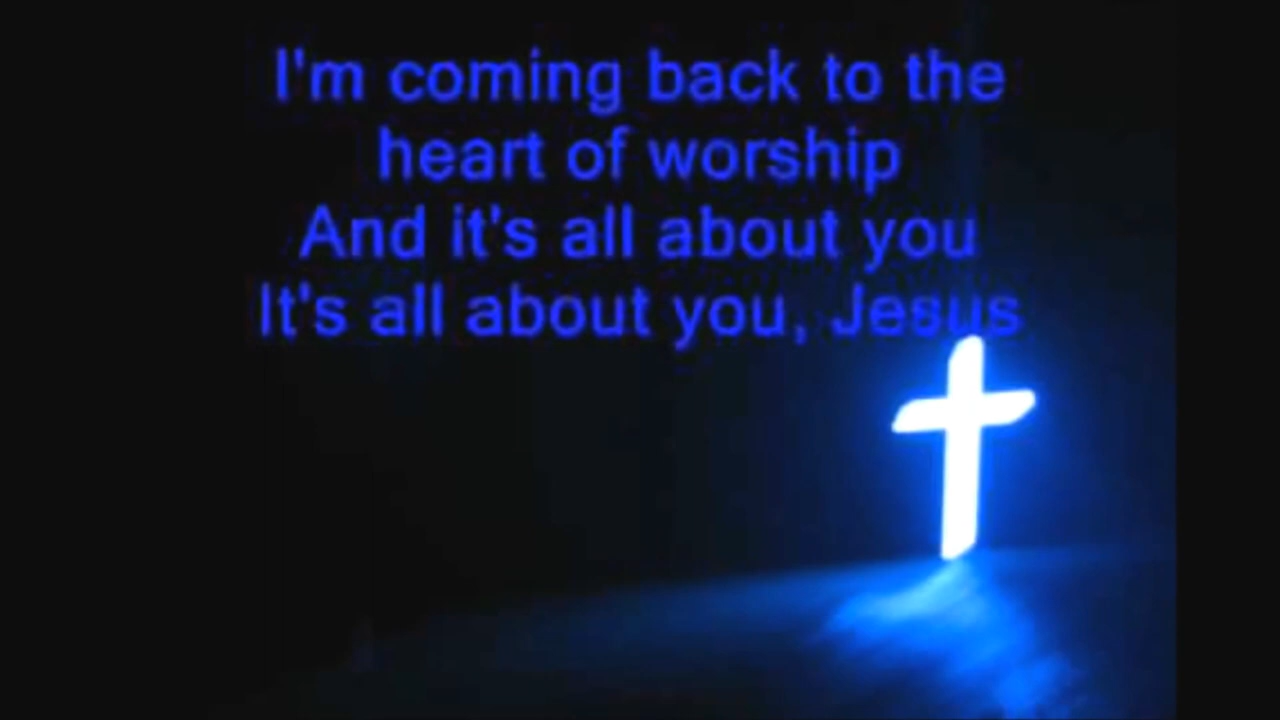 I'm coming back to the
heart of worship
And it's all about you
It's all about you, Jesus